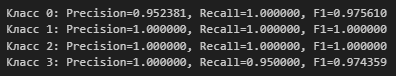 Класс 0: Precision=0.952381, Recall=1.000000, F1=0.975610
Класс 1: Precision=1.000000, Recall=1.000000, F1=1.000000
Класс 2: Precision=1.000000, Recall=1.000000, F1=1.000000
Класс 3: Precision=1.000000, Recall=0.950000, F1=0.974359